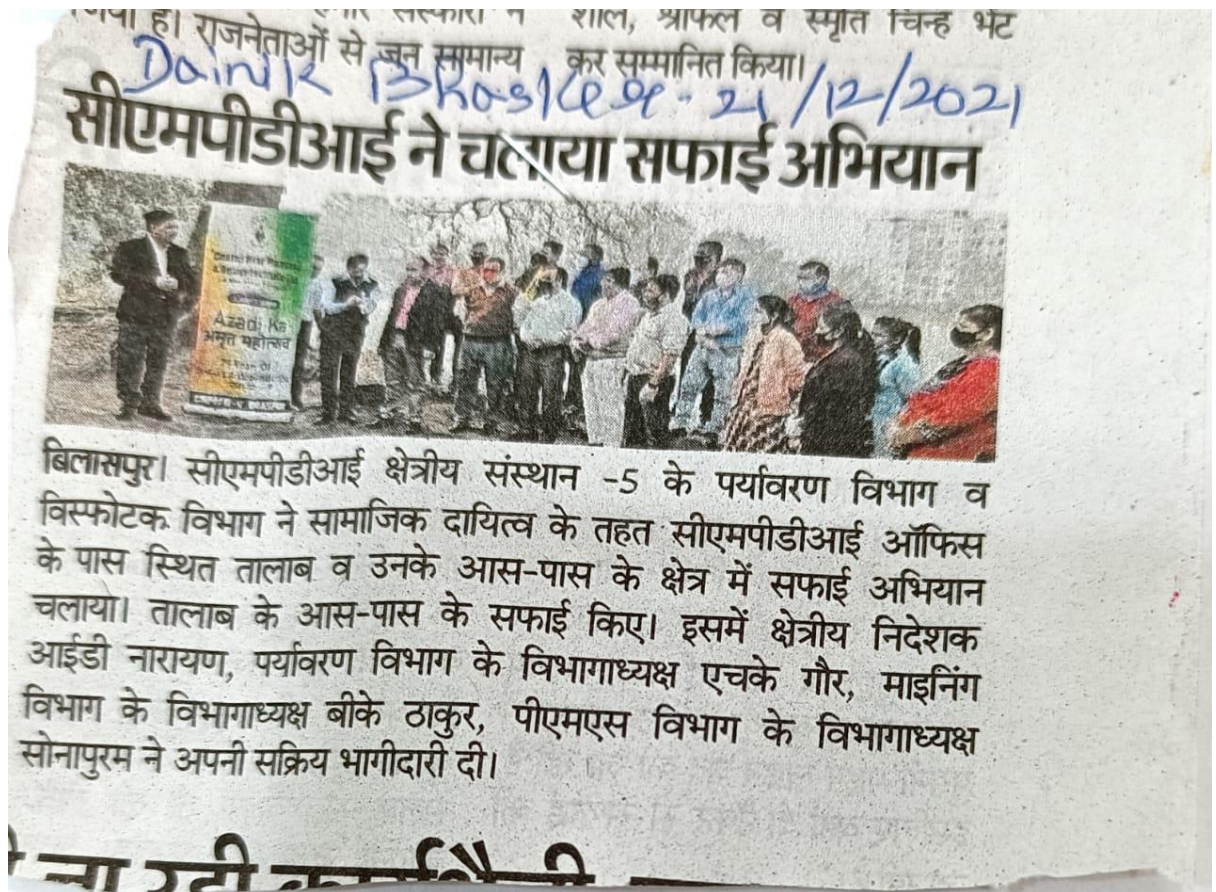 है। राजनेताओं से जन सामान्य
शाल, श्रीफल व स्मृति चिन्ह भेंट
कर सम्मानित किया।
Dainik Bhaskar - 21/12/2021
सीएमपीडीआई ने चलाया सफाई अभियान
Azadi Ka
अमृत महोत्सव
बिलासपुर। सीएमपीडीआई क्षेत्रीय संस्थान -5 के पर्यावरण विभाग व
विस्फोटक विभाग ने सामाजिक दायित्व के तहत सीएमपीडीआई ऑफिस
के पास स्थित तालाब व उनके आस-पास के क्षेत्र में सफाई अभियान
चलाया। तालाब के आस-पास के सफाई किए। इसमें क्षेत्रीय निदेशक
आईडी नारायण, पर्यावरण विभाग के विभागाध्यक्ष एचके गौर, माइनिंग
विभाग के विभागाध्यक्ष बीके ठाकुर, पीएमएस विभाग के विभागाध्यक्ष
सोनापुरम ने अपनी सक्रिय भागीदारी दी।